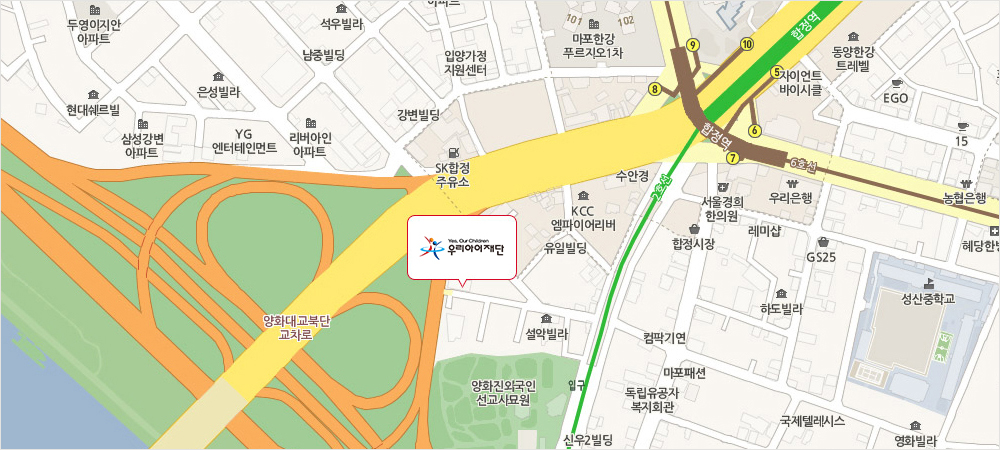 두영미지안
아파트
석우빌라
아파트
남중빌딩
입양가정
지원센터
101
102
마포한강
푸르지오1차
합정역
동양한강
트레벨
9
10
8
5
자이언트
바이시클
EGO
은성빌라
현대쉐르빌
강변빌딩
삼성강변
아파트
YG
엔터테인먼트
리버아인
아파트
SK합정
주유소
합정역
6
7
6호선
15
수안경
2호선
서울경희
한의원
우리은행
농협은행
KCC
엠파이어리버
유일빌딩
합정시장
레미샵
GS25
혜당한방
Yes, Our Children
우리아이재단
성산중학교
하도빌라
양화대교북단
교차로
설악빌라
컴팍기연
마포패션
양화진외국인
선교사묘원
입구
독립유공자
복지회관
국제텔레시스
신우2빌딩
영화빌라